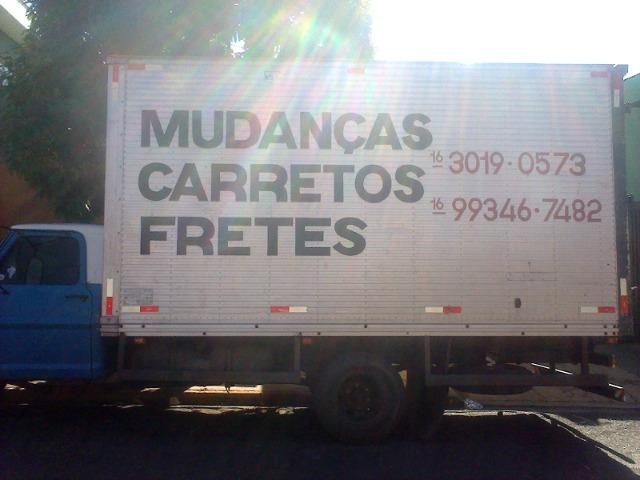 MUDANÇAS
CARRETOS
FRETES
16 3019·0573
16 99346·7482